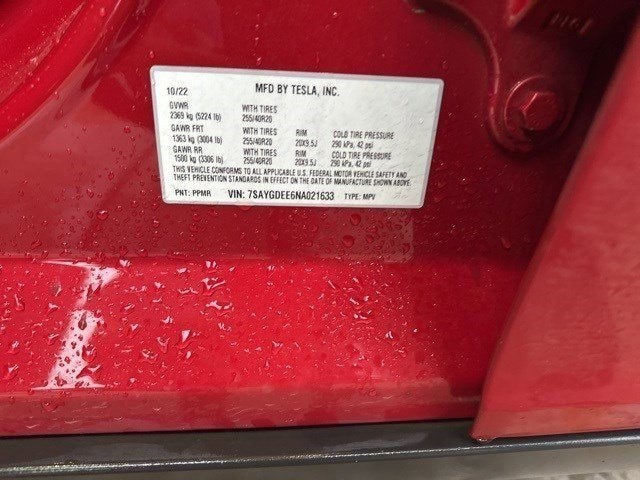 10/22 MFD BY TESLA, INC.
GVWR WITH TIRES
2369 kg (5224 lb) 255/40R20
GAWR FRT WITH TIRES RIM COLD TIRE PRESSURE
1363 kg (3004 lb) 255/40R20 20X9.5J 290 kPa, 42 psi
GAWR RR WITH TIRES RIM COLD TIRE PRESSURE
1500 kg (3306 lb) 255/40R20 20X9.5J 290 kPa, 42 psi
THIS VEHICLE CONFORMS TO ALL APPLICABLE U.S. FEDERAL MOTOR VEHICLE SAFETY AND
THEFT PREVENTION STANDARDS IN EFFECT ON THE DATE OF MANUFACTURE SHOWN ABOVE.
PNT: PPMR VIN: 7SAYGDEE6NA021633 TYPE: MPV